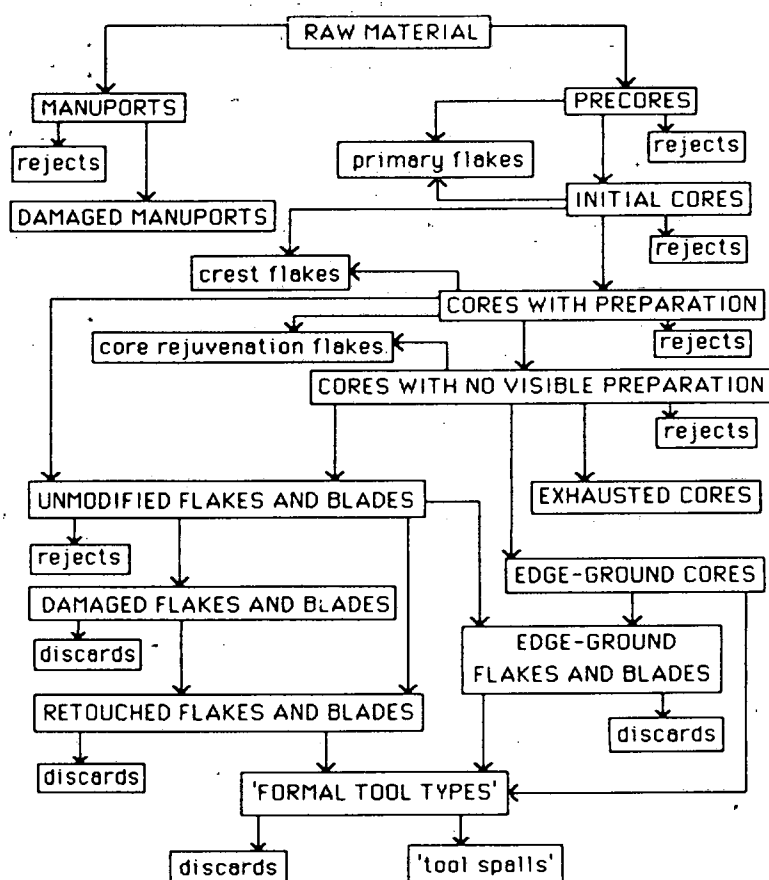 RAW MATERIAL
MANUPORTS
PRECORES
rejects
primary flakes
rejects
DAMAGED MANUPORTS
INITIAL CORES
rejects
crest flakes
CORES WITH PREPARATION
core rejuvenation flakes
rejects
CORES WITH NO VISIBLE PREPARATION
rejects
UNMODIFIED FLAKES AND BLADES
EXHAUSTED CORES
rejects
EDGE-GROUND CORES
DAMAGED FLAKES AND BLADES
discards
EDGE-GROUND
FLAKES AND BLADES
RETOUCHED FLAKES AND BLADES
discards
discards
'FORMAL TOOL TYPES'
discards
'tool spalls'